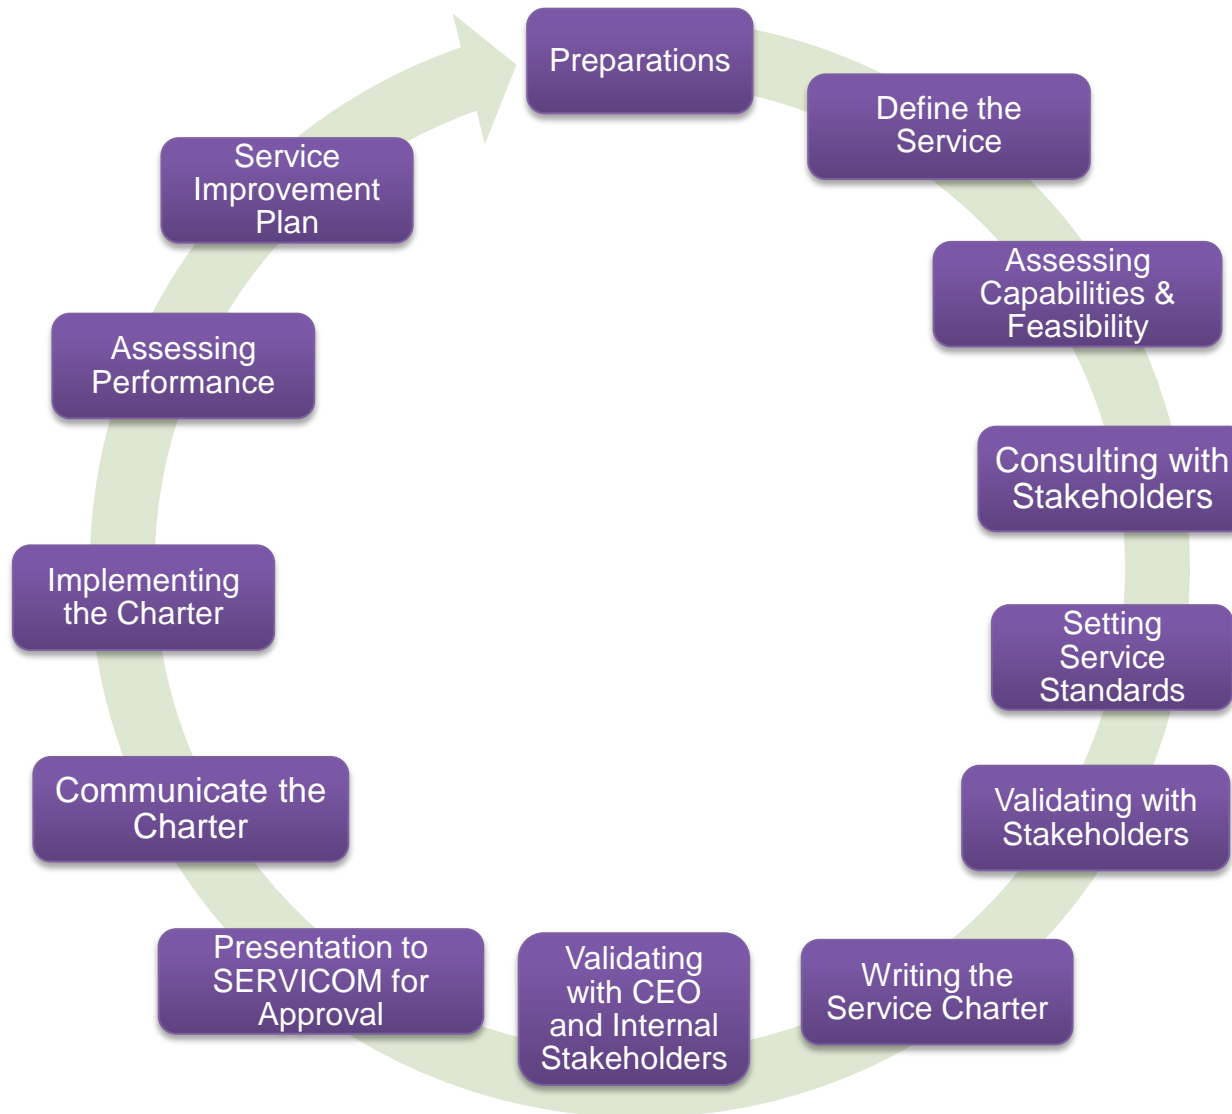 Preparations
Define the
Service
Assessing
Capabilities &
Feasibility
Consulting with
Stakeholders
Setting
Service
Standards
Validating with
Stakeholders
Writing the
Service Charter
Validating
with CEO
and Internal
Stakeholders
Presentation to
SERVICOM for
Approval
Communicate the
Charter
Implementing
the Charter
Assessing
Performance
Service
Improvement
Plan